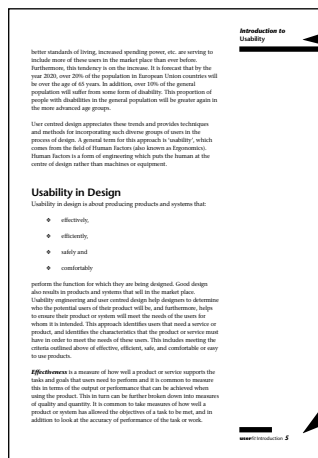 Introduction to
Usability
better standards of living, increased spending power, etc. are serving to
include more of these users in the market place than ever before.
Furthermore, this tendency is on the increase. It is forecast that by the
year 2020, over 20% of the population in European Union countries will
be over the age of 65 years. In addition, over 10% of the general
population will suffer from some form of disability. This proportion of
people with disabilities in the general population will be greater again in
the more advanced age groups.
User centred design appreciates these trends and provides techniques
and methods for incorporating such diverse groups of users in the
process of design. A general term for this approach is 'usability', which
comes from the field of Human Factors (also known as Ergonomics).
Human Factors is a form of engineering which puts the human at the
centre of design rather than machines or equipment.
Usability in Design
Usability in design is about producing products and systems that:
❖ effectively,
❖ efficiently,
❖ safely and
❖ comfortably
perform the function for which they are being designed. Good design
also results in products and systems that sell in the market place.
Usability engineering and user centred design help designers to determine
who the potential users of their product will be, and furthermore, helps
to ensure their product or system will meet the needs of the users for
whom it is intended. This approach identifies users that need a service or
product, and identifies the characteristics that the product or service must
have in order to meet the needs of these users. This includes meeting the
criteria outlined above of effective, efficient, safe, and comfortable or easy
to use products.
Effectiveness is a measure of how well a product or service supports the
tasks and goals that users need to perform and it is common to measure
this in terms of the output or performance that can be achieved when
using the product. This in turn can be further broken down into measures
of quality and quantity. It is common to take measures of how well a
product or system has allowed the objectives of a task to be met, and in
addition to look at the accuracy of performance of the task or work.
userfit Introduction 5